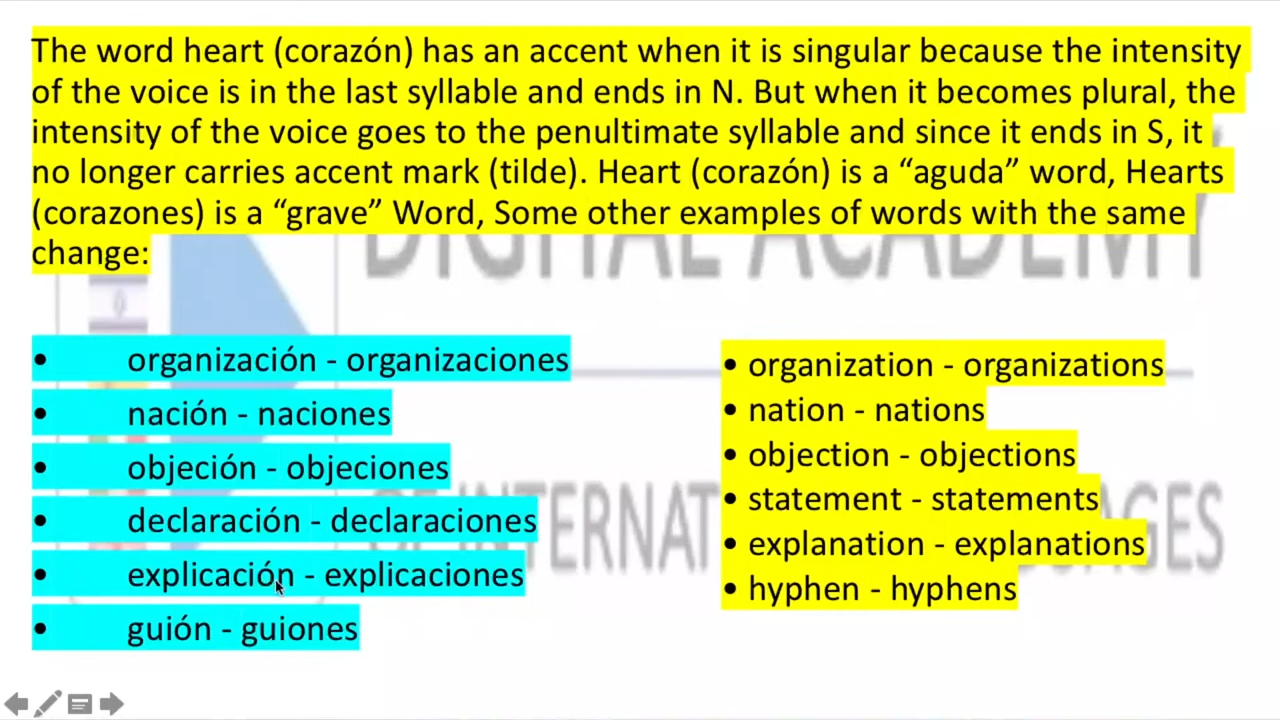 The word heart (corazón) has an accent when it is singular because the intensity
of the voice is in the last syllable and ends in N. But when it becomes plural, the
intensity of the voice goes to the penultimate syllable and since it ends in S, it
no longer carries accent mark (tilde). Heart (corazón) is a “aguda” word, Hearts
(corazones) is a “grave” Word, Some other examples of words with the same
change:
DIGITAL ACADEMY
• organización - organizaciones
• nación - naciones
• objeción - objeciones
• declaración - declaraciones
• explicación - explicaciones
• guión - guiones
• organization - organizations
• nation - nations
• objection - objections
• statement - statements
• explanation - explanations
• hyphen - hyphens